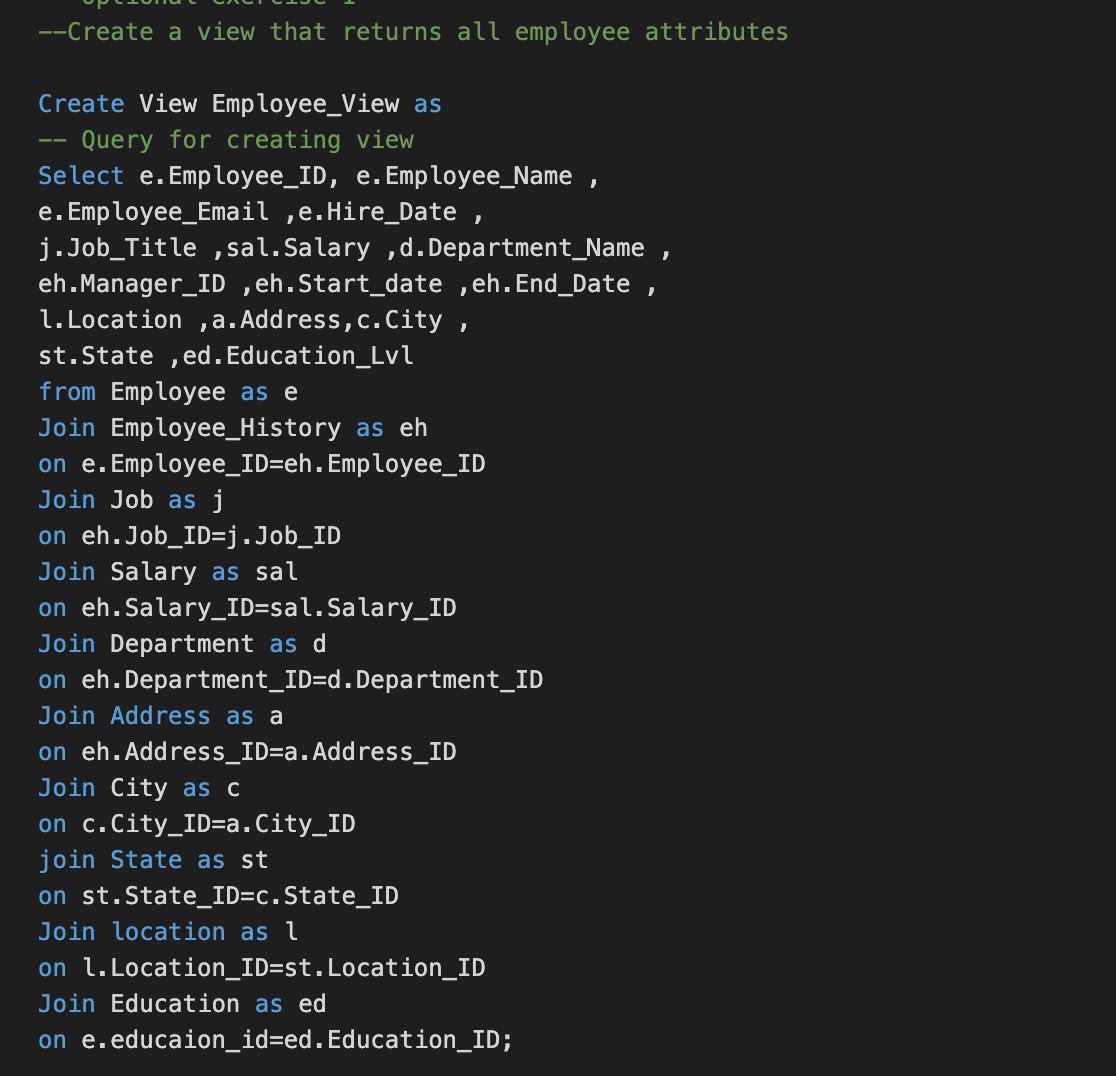 optional exercise 1
--Create a view that returns all employee attributes
Create View Employee_View as
-- Query for creating view
Select e.Employee_ID, e.Employee_Name ,
e.Employee_Email ,e.Hire_Date ,
j.Job_Title ,sal.Salary ,d.Department_Name ,
eh.Manager_ID ,eh.Start_date ,eh.End_Date ,
l.Location ,a.Address,c.City ,
st.State ,ed.Education_Lvl
from Employee as e
Join Employee_History as eh
on e.Employee_ID=eh.Employee_ID
Join Job as j
on eh.Job_ID=j.Job_ID
Join Salary as sal
on eh.Salary_ID=sal.Salary_ID
Join Department as d
on eh.Department_ID=d.Department_ID
Join Address as a
on eh.Address_ID=a.Address_ID
Join City as c
on c.City_ID=a.City_ID
join State as st
on st.State_ID=c.State_ID
Join location as l
on l.Location_ID=st.Location_ID
Join Education as ed
on e.educaion_id=ed.Education_ID;